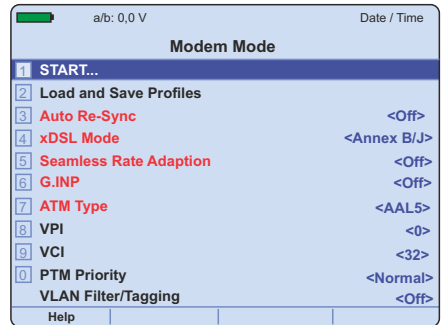 a/b: 0,0 V Date / Time
Modem Mode
1 START...
2 Load and Save Profiles
3 Auto Re-Sync <Off>
4 xDSL Mode <Annex B/J>
5 Seamless Rate Adaption <Off>
6 G.INP <Off>
7 ATM Type <AAL5>
8 VPI <0>
9 VCI <32>
0 PTM Priority <Normal>
VLAN Filter/Tagging <Off>
Help